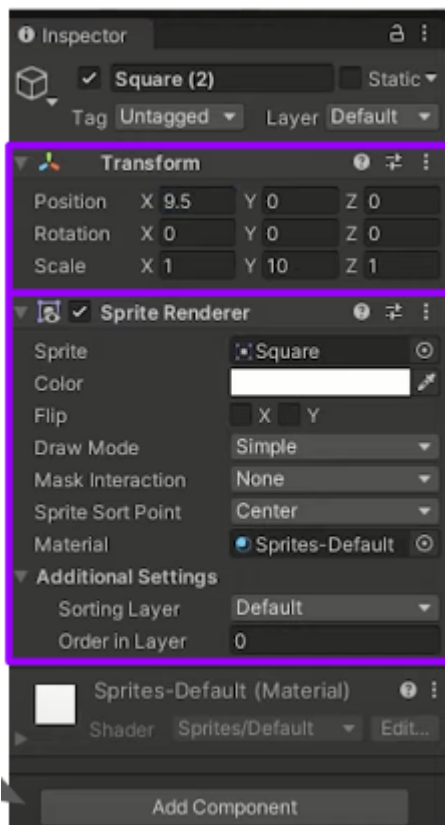 Inspector
Square (2) Static
Tag Untagged Layer Default
Transform
Position X 9.5 Y 0 Z 0
Rotation X 0 Y 0 Z 0
Scale X 1 Y 10 Z 1
Sprite Renderer
Sprite Square
Color
Flip X Y
Draw Mode Simple
Mask Interaction None
Sprite Sort Point Center
Material Sprites-Default
Additional Settings
Sorting Layer Default
Order in Layer 0
Sprites-Default (Material)
Shader Sprites/Default Edit...
Add Component